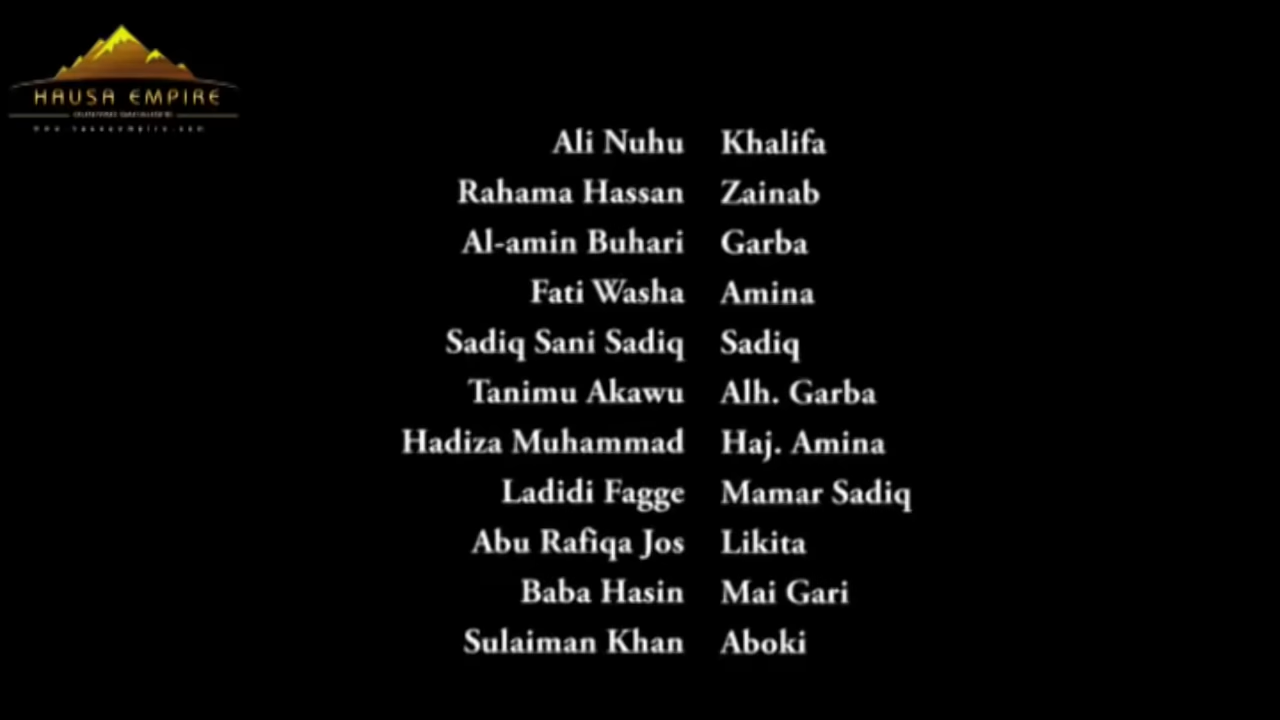 HAUSA EMPIRE
Ali Nuhu Khalifa
Rahama Hassan Zainab
Al-amin Buhari Garba
Fati Washa Amina
Sadiq Sani Sadiq Sadiq
Tanimu Akawu Alh. Garba
Hadiza Muhammad Haj. Amina
Ladidi Fagge Mamar Sadiq
Abu Rafiqa Jos Likita
Baba Hasin Mai Gari
Sulaiman Khan Aboki